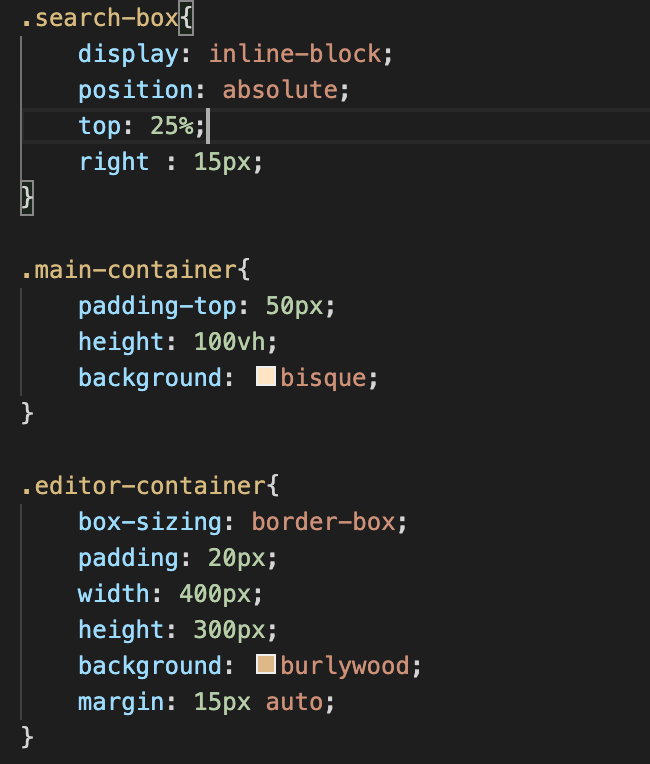 .search-box{
    display: inline-block;
    position: absolute;
    top: 25%;
    right : 15px;
}

.main-container{
    padding-top: 50px;
    height: 100vh;
    background: bisque;
}

.editor-container{
    box-sizing: border-box;
    padding: 20px;
    width: 400px;
    height: 300px;
    background: burlywood;
    margin: 15px auto;
}